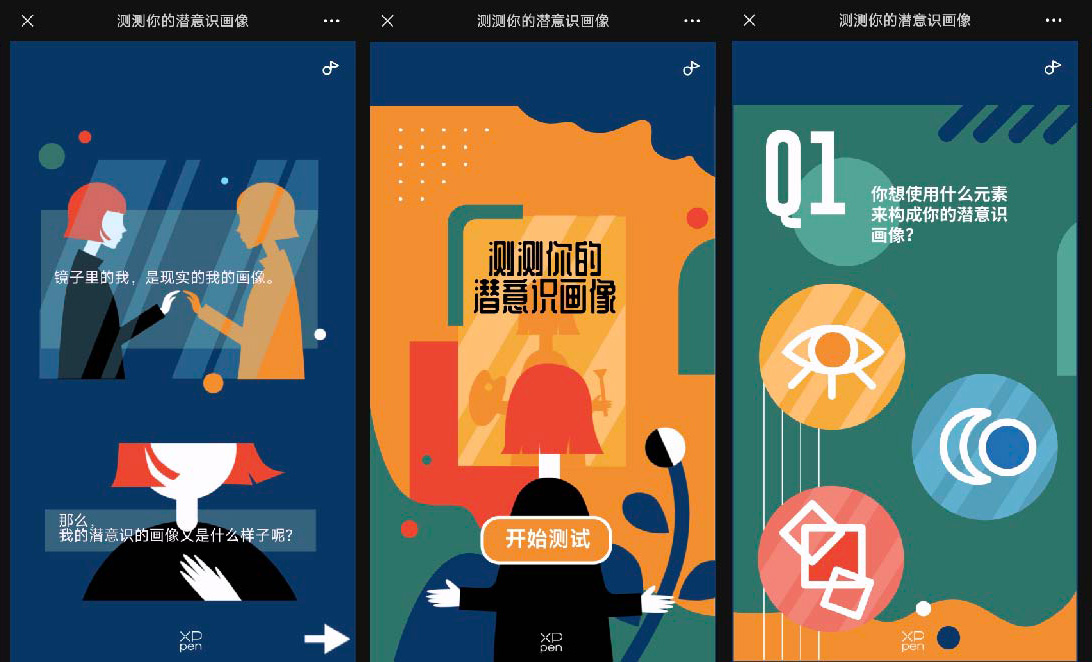 测测你的潜意识画像
镜子里的我，是现实的我的画像。
那么，
我的潜意识的画像又是什么样子呢？
XP
pen
测测你的潜意识画像
测测你的
潜意识画像
开始测试
XP
pen
测测你的潜意识画像
Q1
你想使用什么元素
来构成你的潜意识
画像？
XP
pen